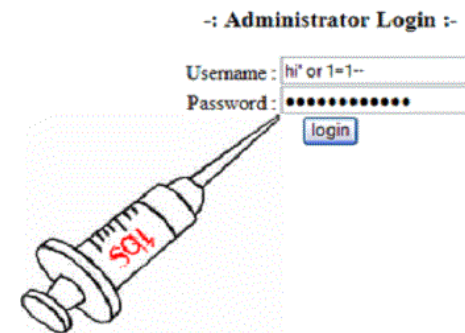 -: Administrator Login :-
Username : hi" or 1=1--
Password : ●●●●●●●●●●●●
login
SQL